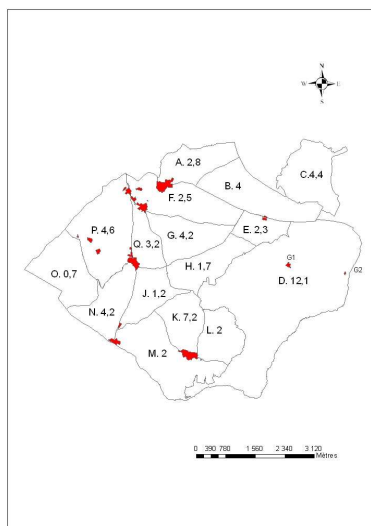 N
W E
S
A. 2,8
B. 4
C.4,4
F. 2,5
P. 4,6
G. 4,2
E. 2,3
Q. 3,2
G1
G2
H. 1,7
O. 0,7
D. 12,1
J. 1,2
N. 4,2
K. 7,2
L. 2
M. 2
0 390 780 1 560 2 340 3 120
Mètres